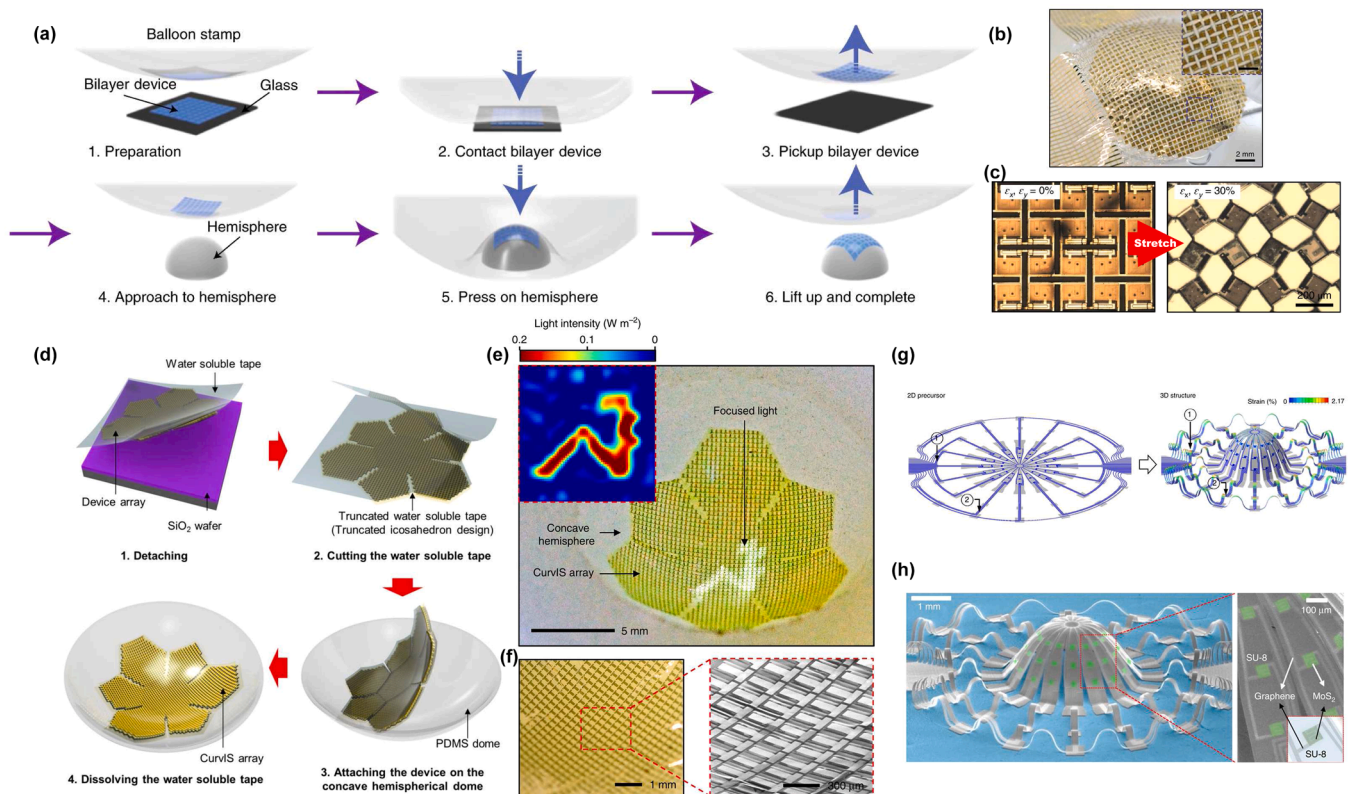 (a)
Balloon stamp
Bilayer device
Glass
1. Preparation
2. Contact bilayer device
3. Pickup bilayer device
Hemisphere
4. Approach to hemisphere
5. Press on hemisphere
6. Lift up and complete
(b)
2 mm
(c)
εx, εy = 0%
εx, εy = 30%
Stretch
200 μm
(d)
Water soluble tape
Device array
SiO2 wafer
1. Detaching
Truncated water soluble tape
(Truncated icosahedron design)
2. Cutting the water soluble tape
CurvIS array
4. Dissolving the water soluble tape
PDMS dome
3. Attaching the device on the
concave hemispherical dome
(e)
Light intensity (W m−2)
0.2
0.1
0
Focused light
Concave
hemisphere
CurvIS array
5 mm
(f)
1 mm
300 μm
(g)
2D precursor
1
2
3D structure
Strain (%)
0
2.17
1
2
(h)
1 mm
100 μm
SU-8
Graphene
MoS2
SU-8